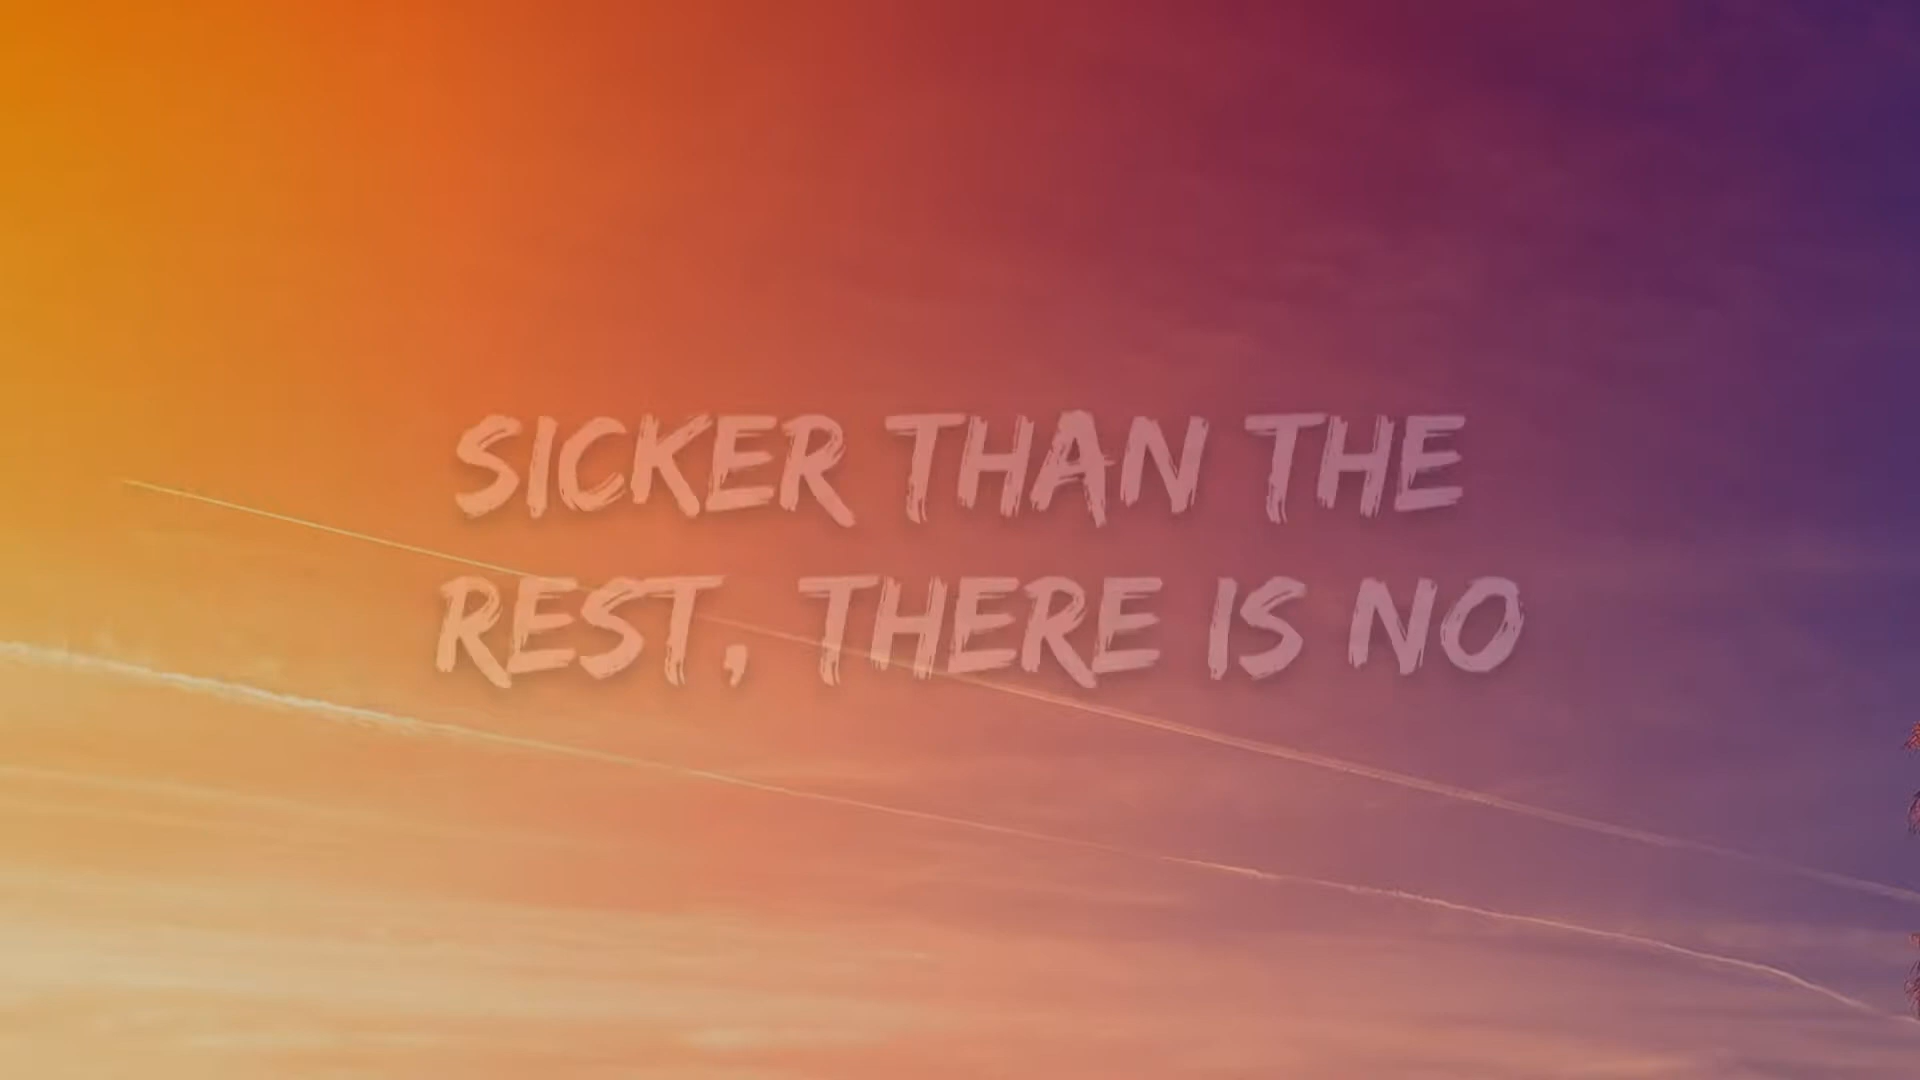 SICKER THAN THE
REST, THERE IS NO